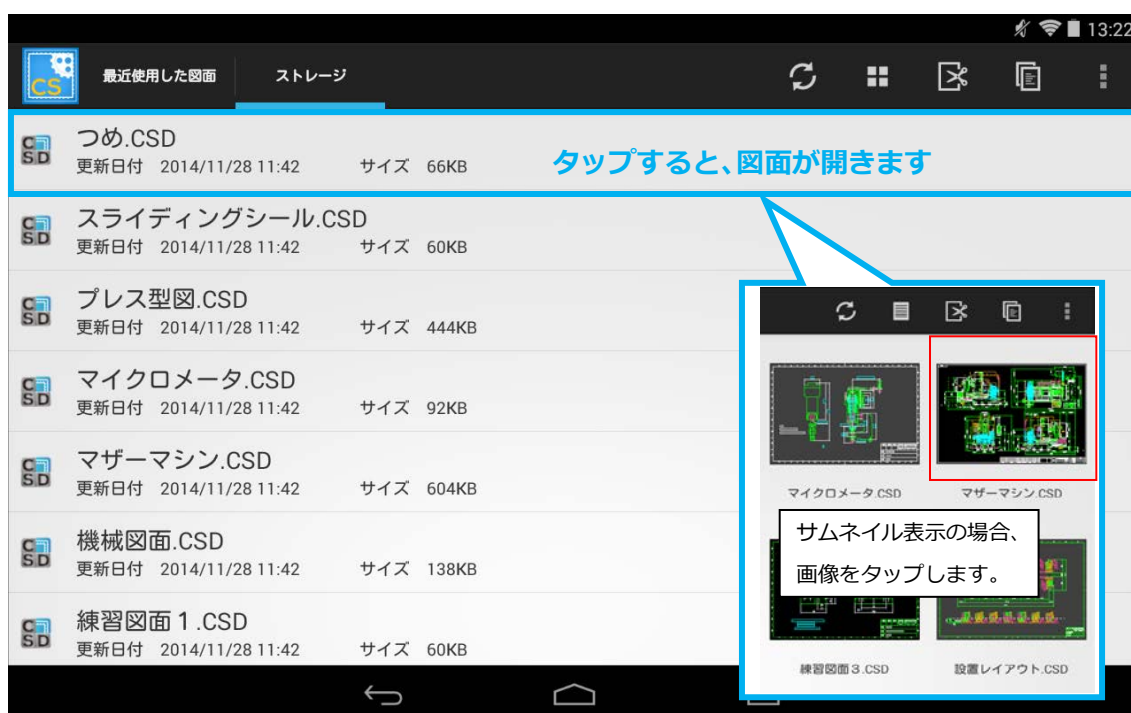 13:22
CS
最近使用した図面
ストレージ
CSD
つめ.CSD
更新日付 2014/11/28 11:42 サイズ 66KB
タップすると、図面が開きます
CSD
スライディングシール.CSD
更新日付 2014/11/28 11:42 サイズ 60KB
CSD
プレス型図.CSD
更新日付 2014/11/28 11:42 サイズ 444KB
CSD
マイクロメータ.CSD
更新日付 2014/11/28 11:42 サイズ 92KB
CSD
マザーマシン.CSD
更新日付 2014/11/28 11:42 サイズ 604KB
CSD
機械図面.CSD
更新日付 2014/11/28 11:42 サイズ 138KB
CSD
練習図面１.CSD
更新日付 2014/11/28 11:42 サイズ 60KB
マイクロメータ.CSD
マザーマシン.CSD
サムネイル表示の場合、
画像をタップします。
練習図面３.CSD
設置レイアウト.CSD